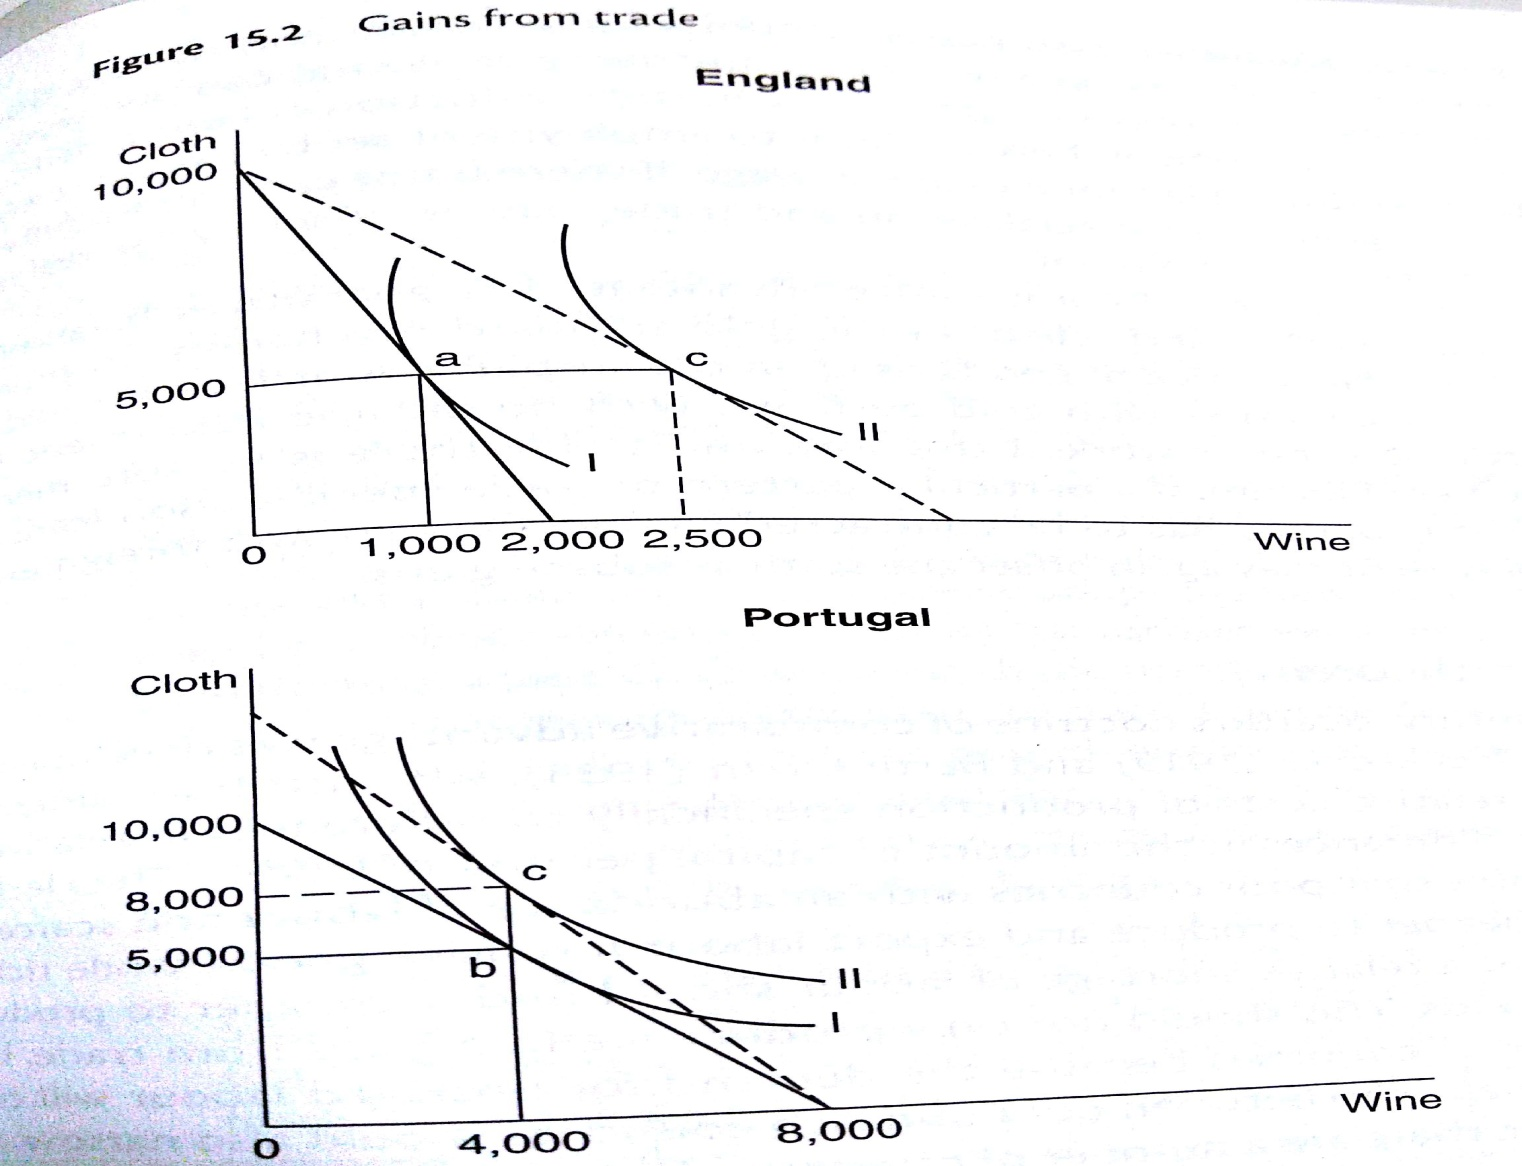 Figure 15.2 Gains from trade
England
Cloth
10,000
a
c
5,000
II
I
0 1,000 2,000 2,500 Wine
Portugal
Cloth
10,000
c
8,000
5,000
b
II
I
0 4,000 8,000 Wine